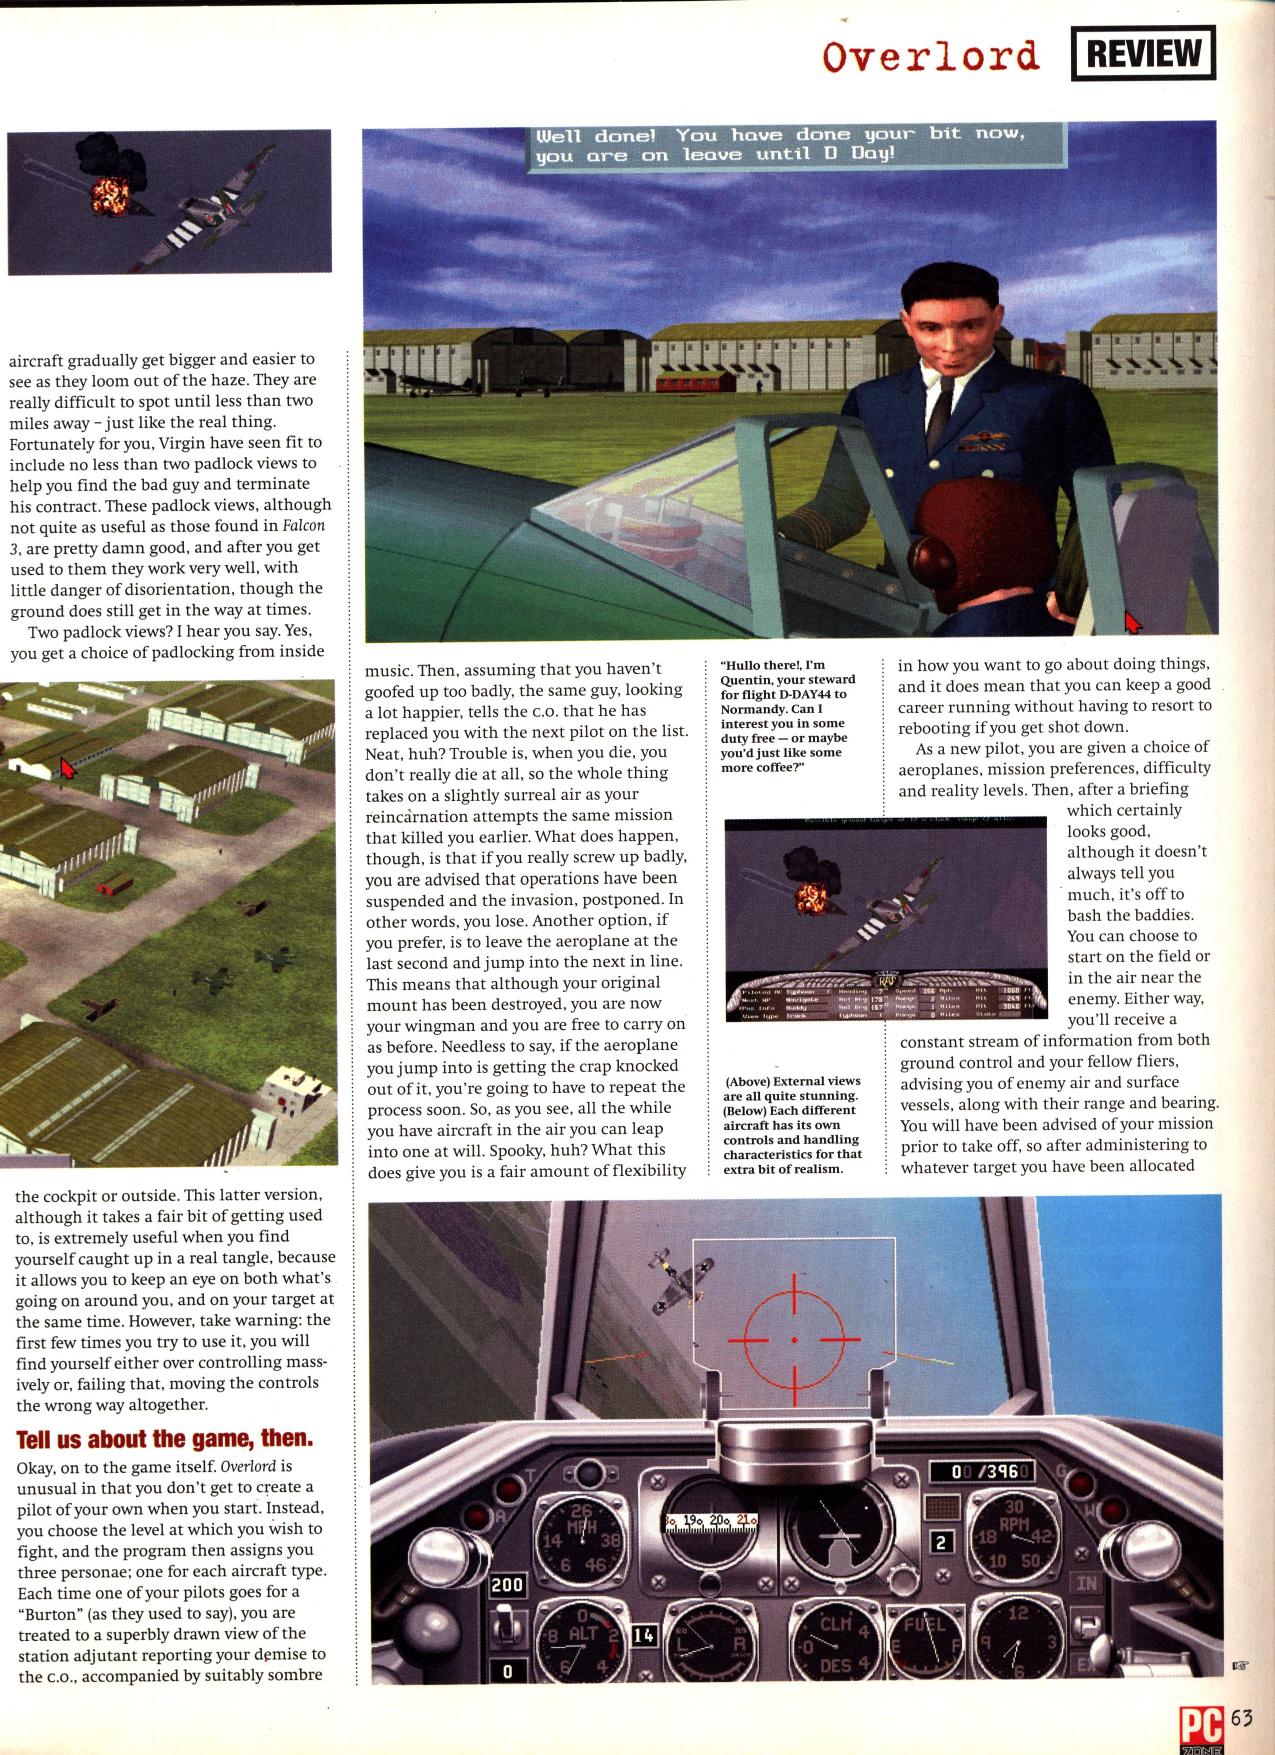 Overlord REVIEW
Well done! You have done your bit now,
you are on leave until D Day!
aircraft gradually get bigger and easier to
see as they loom out of the haze. They are
really difficult to spot until less than two
miles away – just like the real thing.
Fortunately for you, Virgin have seen fit to
include no less than two padlock views to
help you find the bad guy and terminate
his contract. These padlock views, although
not quite as useful as those found in Falcon
3, are pretty damn good, and after you get
used to them they work very well, with
little danger of disorientation, though the
ground does still get in the way at times.
Two padlock views? I hear you say. Yes,
you get a choice of padlocking from inside
the cockpit or outside. This latter version,
although it takes a fair bit of getting used
to, is extremely useful when you find
yourself caught up in a real tangle, because
it allows you to keep an eye on both what's
going on around you, and on your target at
the same time. However, take warning: the
first few times you try to use it, you will
find yourself either over controlling mass-
ively or, failing that, moving the controls
the wrong way altogether.
Tell us about the game, then.
Okay, on to the game itself. Overlord is
unusual in that you don't get to create a
pilot of your own when you start. Instead,
you choose the level at which you wish to
fight, and the program then assigns you
three personae; one for each aircraft type.
Each time one of your pilots goes for a
“Burton” (as they used to say), you are
treated to a superbly drawn view of the
station adjutant reporting your demise to
the C.O., accompanied by suitably sombre
music. Then, assuming that you haven't
goofed up too badly, the same guy, looking
a lot happier, tells the C.O. that he has
replaced you with the next pilot on the list.
Neat, huh? Trouble is, when you die, you
don't really die at all, so the whole thing
takes on a slightly surreal air as your
reincarnation attempts the same mission
that killed you earlier. What does happen,
though, is that if you really screw up badly,
you are advised that operations have been
suspended and the invasion, postponed. In
other words, you lose. Another option, if
you prefer, is to leave the aeroplane at the
last second and jump into the next in line.
This means that although your original
mount has been destroyed, you are now
your wingman and you are free to carry on
as before. Needless to say, if the aeroplane
you jump into is getting the crap knocked
out of it, you're going to have to repeat the
process soon. So, as you see, all the while
you have aircraft in the air you can leap
into one at will. Spooky, huh? What this
does give you is a fair amount of flexibility
“Hullo there!, I'm
Quentin, your steward
for flight D-DAY44 to
Normandy. Can I
interest you in some
duty free – or maybe
you'd just like some
more coffee?”
(Above) External views
are all quite stunning.
(Below) Each different
aircraft has its own
controls and handling
characteristics for that
extra bit of realism.
in how you want to go about doing things,
and it does mean that you can keep a good
career running without having to resort to
rebooting if you get shot down.
As a new pilot, you are given a choice of
aeroplanes, mission preferences, difficulty
and reality levels. Then, after a briefing
which certainly
looks good,
although it doesn't
always tell you
much, it's off to
bash the baddies.
You can choose to
start on the field or
in the air near the
enemy. Either way,
you'll receive a
constant stream of information from both
ground control and your fellow fliers,
advising you of enemy air and surface
vessels, along with their range and bearing.
You will have been advised of your mission
prior to take off, so after administering to
whatever target you have been allocated
T A
26 MPH 14 38 6 46
19o 20o 21o
00/3960
G W
30 RPM 18 42 10 50
2
200
0
0 8 ALT 2 6 4
14
L R
CLM 4 0 DES 4
FUEL E F
12 9 3 6
IN
PC ZONE 63